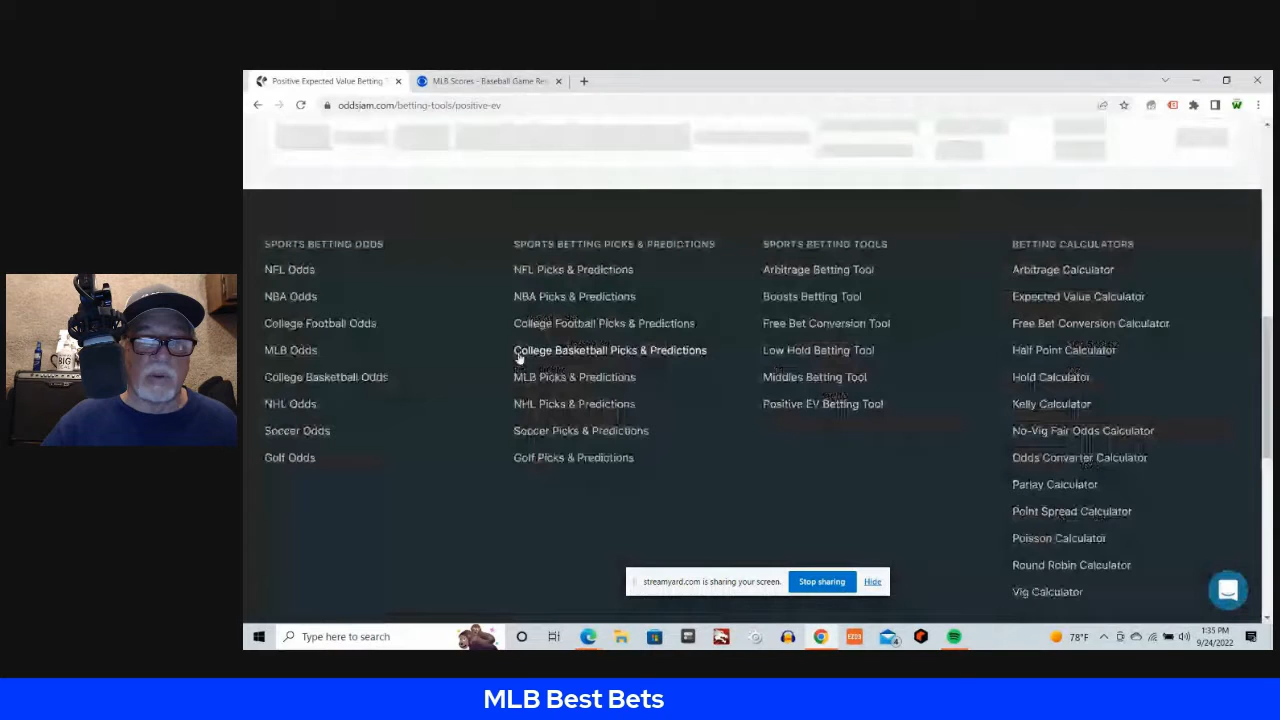 Positive Expected Value Betting T
MLB Scores - Baseball Game Res
oddsjam.com/betting-tools/positive-ev
SPORTS BETTING ODDS
NFL Odds
NBA Odds
College Football Odds
MLB Odds
College Basketball Odds
NHL Odds
Soccer Odds
Golf Odds
SPORTS BETTING PICKS & PREDICTIONS
NFL Picks & Predictions
NBA Picks & Predictions
College Football Picks & Predictions
College Basketball Picks & Predictions
MLB Picks & Predictions
NHL Picks & Predictions
Soccer Picks & Predictions
Golf Picks & Predictions
SPORTS BETTING TOOLS
Arbitrage Betting Tool
Boosts Betting Tool
Free Bet Conversion Tool
Low Hold Betting Tool
Middles Betting Tool
Positive EV Betting Tool
BETTING CALCULATORS
Arbitrage Calculator
Expected Value Calculator
Free Bet Conversion Calculator
Half Point Calculator
Hold Calculator
Kelly Calculator
No-Vig Fair Odds Calculator
Odds Converter Calculator
Parlay Calculator
Point Spread Calculator
Poisson Calculator
Round Robin Calculator
Vig Calculator
BIG
streamyard.com is sharing your screen.
Stop sharing
Hide
Type here to search
4
78°F
1:35 PM
9/24/2022
MLB Best Bets